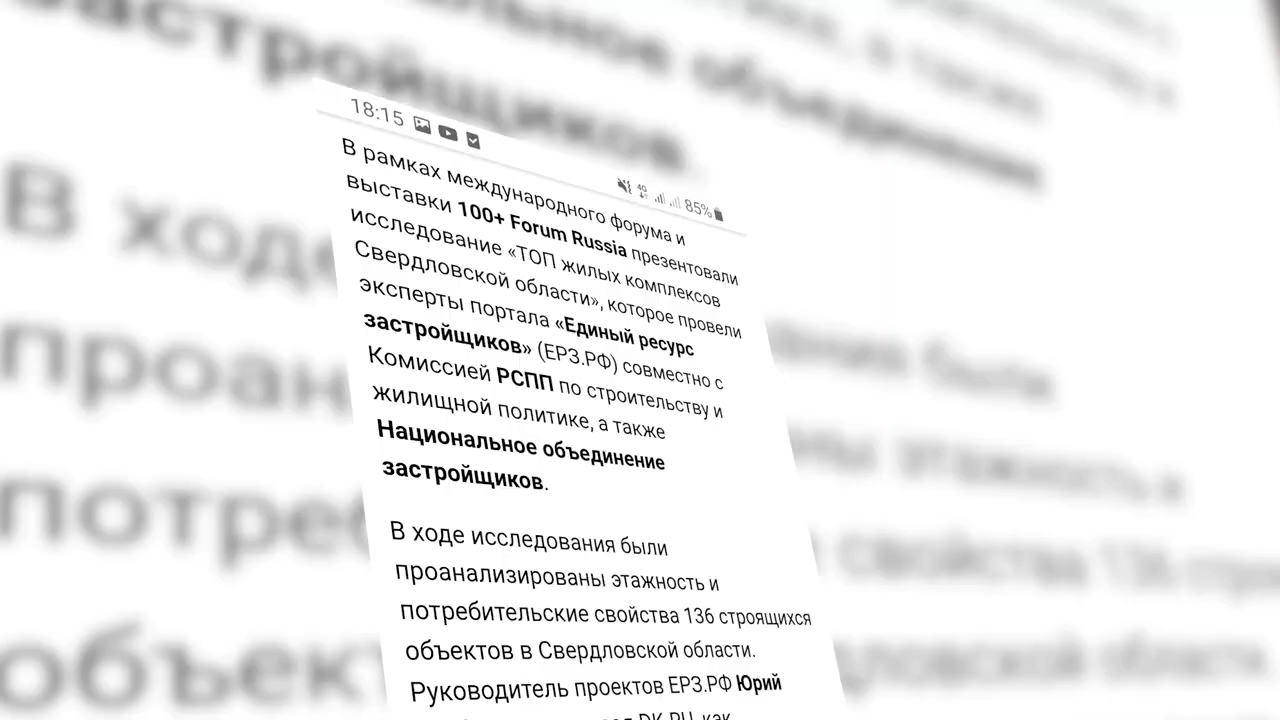 18:15
4G
85%
В рамках международного форума и
выставки 100+ Forum Russia презентовали
исследование «ТОП жилых комплексов
Свердловской области», которое провели
эксперты портала «Единый ресурс
застройщиков» (ЕРЗ.РФ) совместно с
Комиссией РСПП по строительству и
жилищной политике, а также
Национальное объединение
застройщиков.
В ходе исследования были
проанализированы этажность и
потребительские свойства 136 строящихся
объектов в Свердловской области.
Руководитель проектов ЕРЗ.РФ Юрий